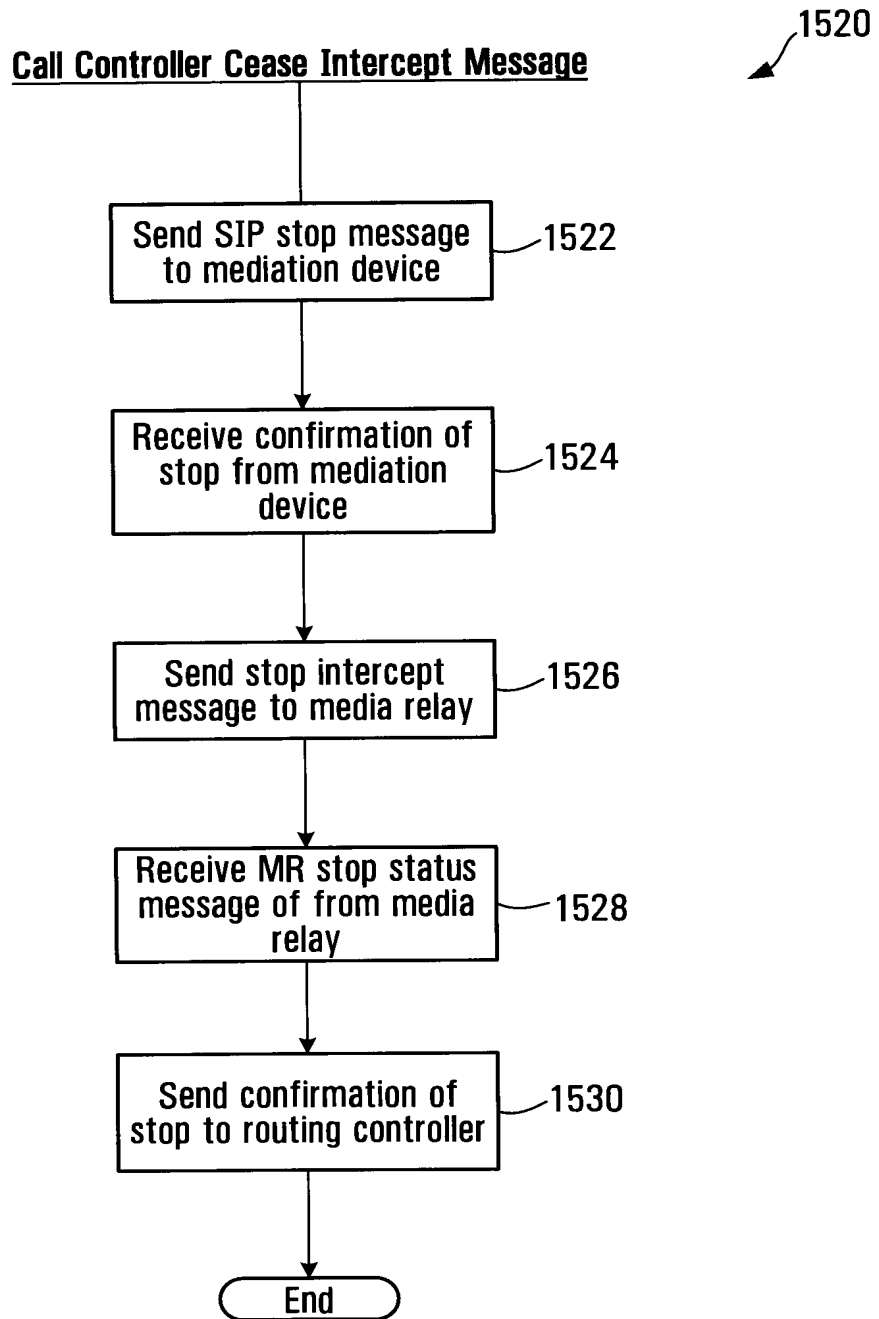 1520
Call Controller Cease Intercept Message
Send SIP stop message
to mediation device
1522
Receive confirmation of
stop from mediation
device
1524
Send stop intercept
message to media relay
1526
Receive MR stop status
message of from media
relay
1528
Send confirmation of
stop to routing controller
1530
End